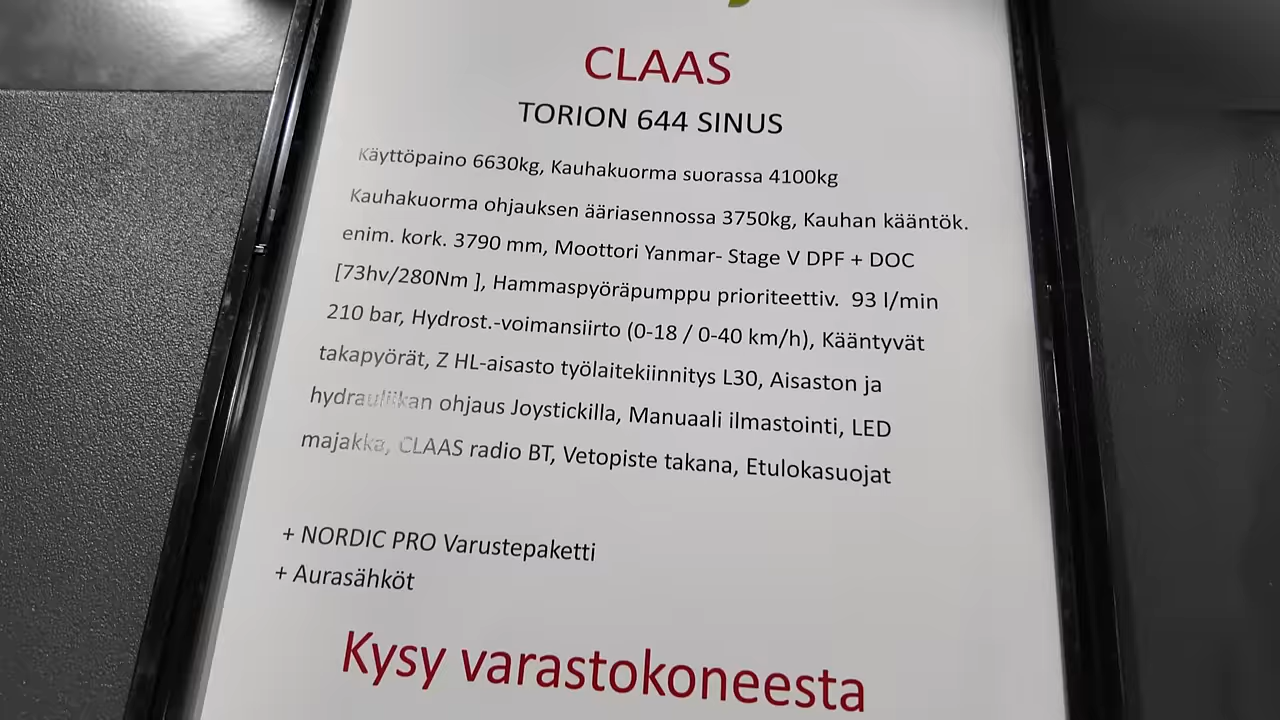 CLAAS
TORION 644 SINUS
Käyttöpaino 6630kg, Kauhakuorma suorassa 4100kg
Kauhakuorma ohjauksen ääriasennossa 3750kg, Kauhan kääntök.
enim. kork. 3790 mm, Moottori Yanmar- Stage V DPF + DOC
[73hv/280Nm ], Hammaspyöräpumppu prioriteettiv. 93 l/min
210 bar, Hydrost.-voimansiirto (0-18 / 0-40 km/h), Kääntyvät
takapyörät, Z HL-aisasto työlaitekiinnitys L30, Aisaston ja
hydrauliikan ohjaus Joystickilla, Manuaali ilmastointi, LED
majakka, CLAAS radio BT, Vetopiste takana, Etulokasuojat
+ NORDIC PRO Varustepaketti
+ Aurasähköt
Kysy varastokoneesta